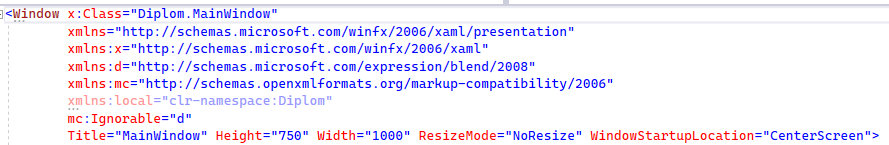 <Window x:Class="Diplom.MainWindow"
xmlns="http://schemas.microsoft.com/winfx/2006/xaml/presentation"
xmlns:x="http://schemas.microsoft.com/winfx/2006/xaml"
xmlns:d="http://schemas.microsoft.com/expression/blend/2008"
xmlns:mc="http://schemas.openxmlformats.org/markup-compatibility/2006"
xmlns:local="clr-namespace:Diplom"
mc:Ignorable="d"
Title="MainWindow" Height="750" Width="1000" ResizeMode="NoResize" WindowStartupLocation="CenterScreen">